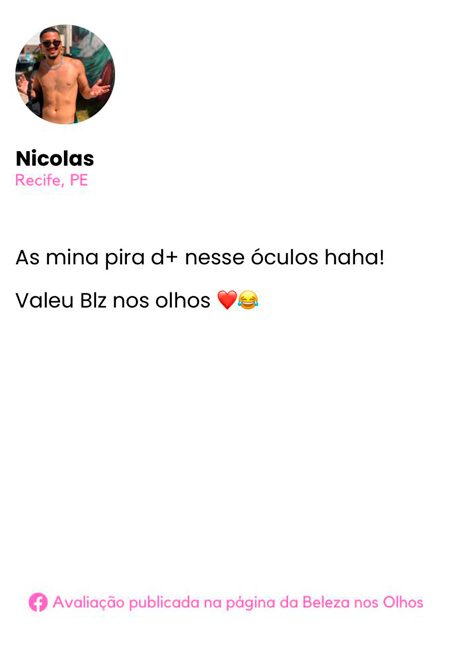 Nicolas
Recife, PE
As mina pira d+ nesse óculos haha!
Valeu Blz nos olhos ❤️😂
Avaliação publicada na página da Beleza nos Olhos